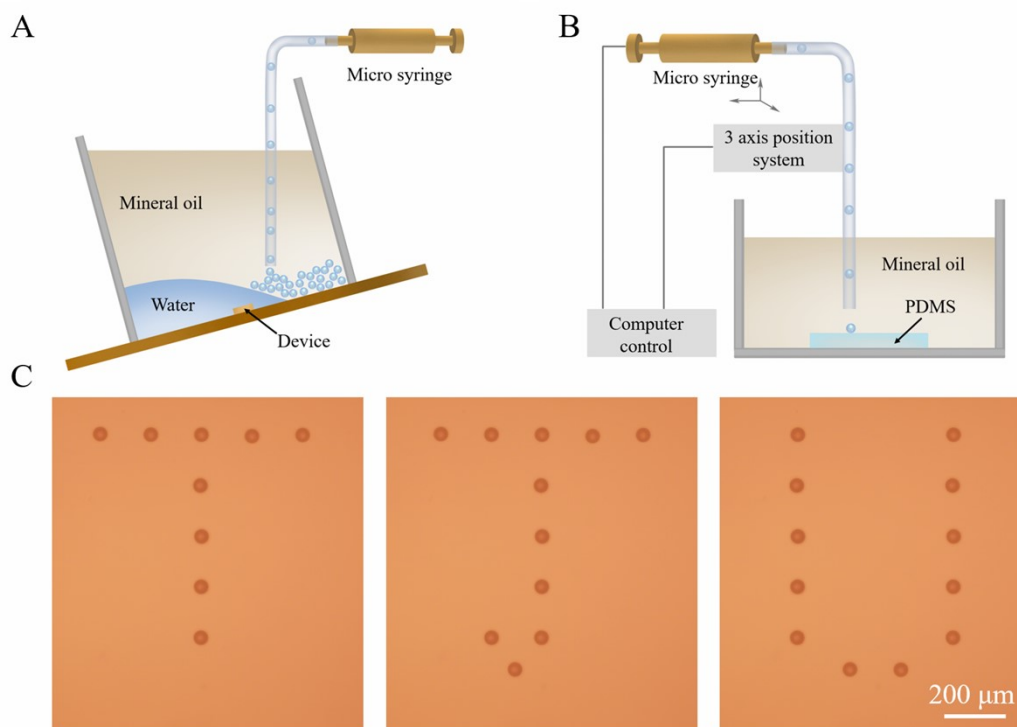 A
Micro syringe
Mineral oil
Water
Device
B
Micro syringe
3 axis position
system
Mineral oil
PDMS
Computer
control
C
200 μm